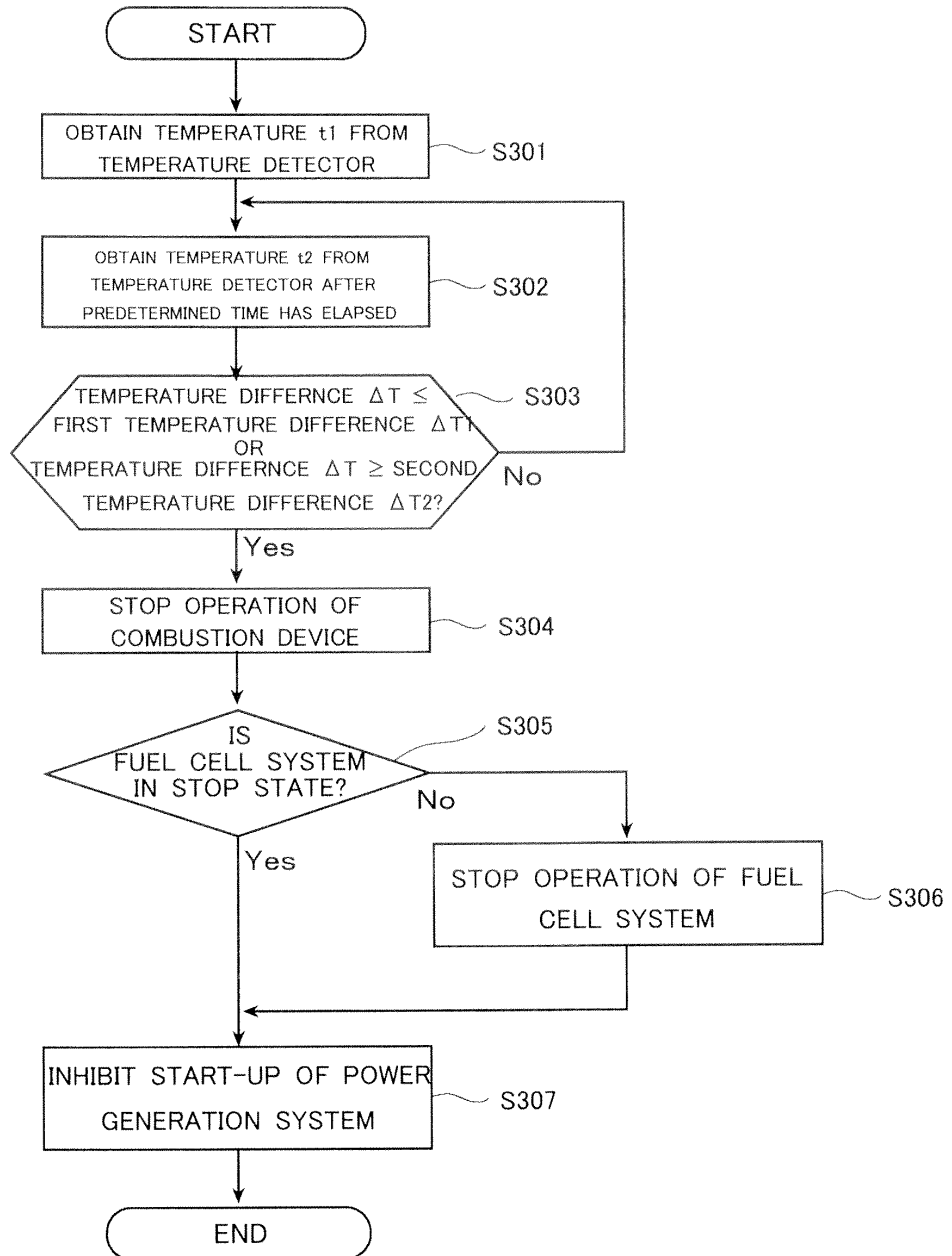 START
OBTAIN TEMPERATURE t1 FROM
TEMPERATURE DETECTOR
S301
OBTAIN TEMPERATURE t2 FROM
TEMPERATURE DETECTOR AFTER
PREDETERMINED TIME HAS ELAPSED
S302
TEMPERATURE DIFFERNCE ΔT ≤
FIRST TEMPERATURE DIFFERENCE ΔT1
OR
TEMPERATURE DIFFERNCE ΔT ≥ SECOND
TEMPERATURE DIFFERENCE ΔT2?
S303
No
Yes
STOP OPERATION OF
COMBUSTION DEVICE
S304
IS
FUEL CELL SYSTEM
IN STOP STATE?
S305
No
Yes
STOP OPERATION OF FUEL
CELL SYSTEM
S306
INHIBIT START-UP OF POWER
GENERATION SYSTEM
S307
END